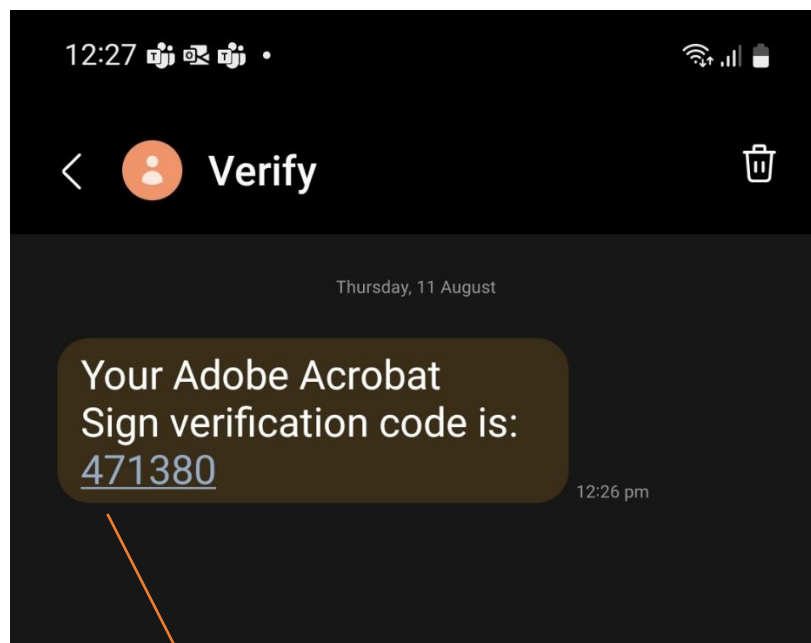 12:27
Verify
Thursday, 11 August
Your Adobe Acrobat
Sign verification code is:
471380
12:26 pm